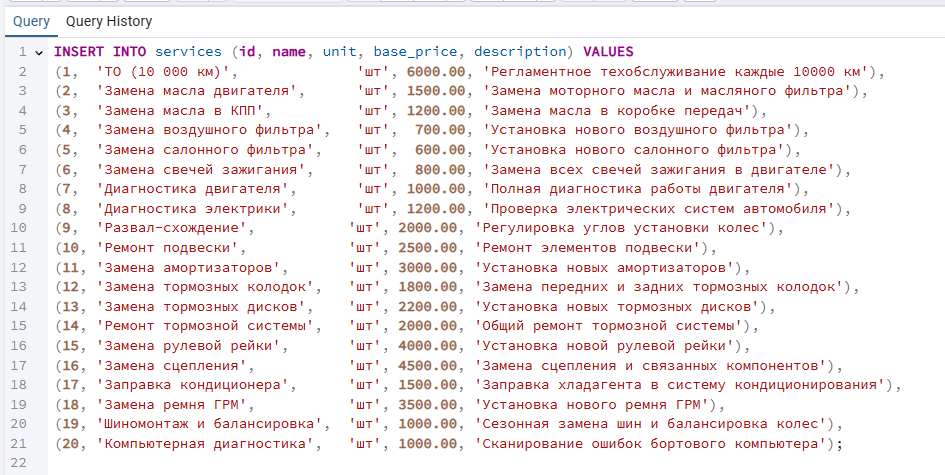 Query Query History
1 INSERT INTO services (id, name, unit, base_price, description) VALUES
2 (1, 'ТО (10 000 км)', 'шт', 6000.00, 'Регламентное техобслуживание каждые 10000 км'),
3 (2, 'Замена масла двигателя', 'шт', 1500.00, 'Замена моторного масла и масляного фильтра'),
4 (3, 'Замена масла в КПП', 'шт', 1200.00, 'Замена масла в коробке передач'),
5 (4, 'Замена воздушного фильтра', 'шт', 700.00, 'Установка нового воздушного фильтра'),
6 (5, 'Замена салонного фильтра', 'шт', 600.00, 'Установка нового салонного фильтра'),
7 (6, 'Замена свечей зажигания', 'шт', 800.00, 'Замена всех свечей зажигания в двигателе'),
8 (7, 'Диагностика двигателя', 'шт', 1000.00, 'Полная диагностика работы двигателя'),
9 (8, 'Диагностика электрики', 'шт', 1200.00, 'Проверка электрических систем автомобиля'),
10 (9, 'Развал-схождение', 'шт', 2000.00, 'Регулировка углов установки колес'),
11 (10, 'Ремонт подвески', 'шт', 2500.00, 'Ремонт элементов подвески'),
12 (11, 'Замена амортизаторов', 'шт', 3000.00, 'Установка новых амортизаторов'),
13 (12, 'Замена тормозных колодок', 'шт', 1800.00, 'Замена передних и задних тормозных колодок'),
14 (13, 'Замена тормозных дисков', 'шт', 2200.00, 'Установка новых тормозных дисков'),
15 (14, 'Ремонт тормозной системы', 'шт', 2000.00, 'Общий ремонт тормозной системы'),
16 (15, 'Замена рулевой рейки', 'шт', 4000.00, 'Установка новой рулевой рейки'),
17 (16, 'Замена сцепления', 'шт', 4500.00, 'Замена сцепления и связанных компонентов'),
18 (17, 'Заправка кондиционера', 'шт', 1500.00, 'Заправка хладагента в систему кондиционирования'),
19 (18, 'Замена ремня ГРМ', 'шт', 3500.00, 'Установка нового ремня ГРМ'),
20 (19, 'Шиномонтаж и балансировка', 'шт', 1000.00, 'Сезонная замена шин и балансировка колес'),
21 (20, 'Компьютерная диагностика', 'шт', 1000.00, 'Сканирование ошибок бортового компьютера');
22